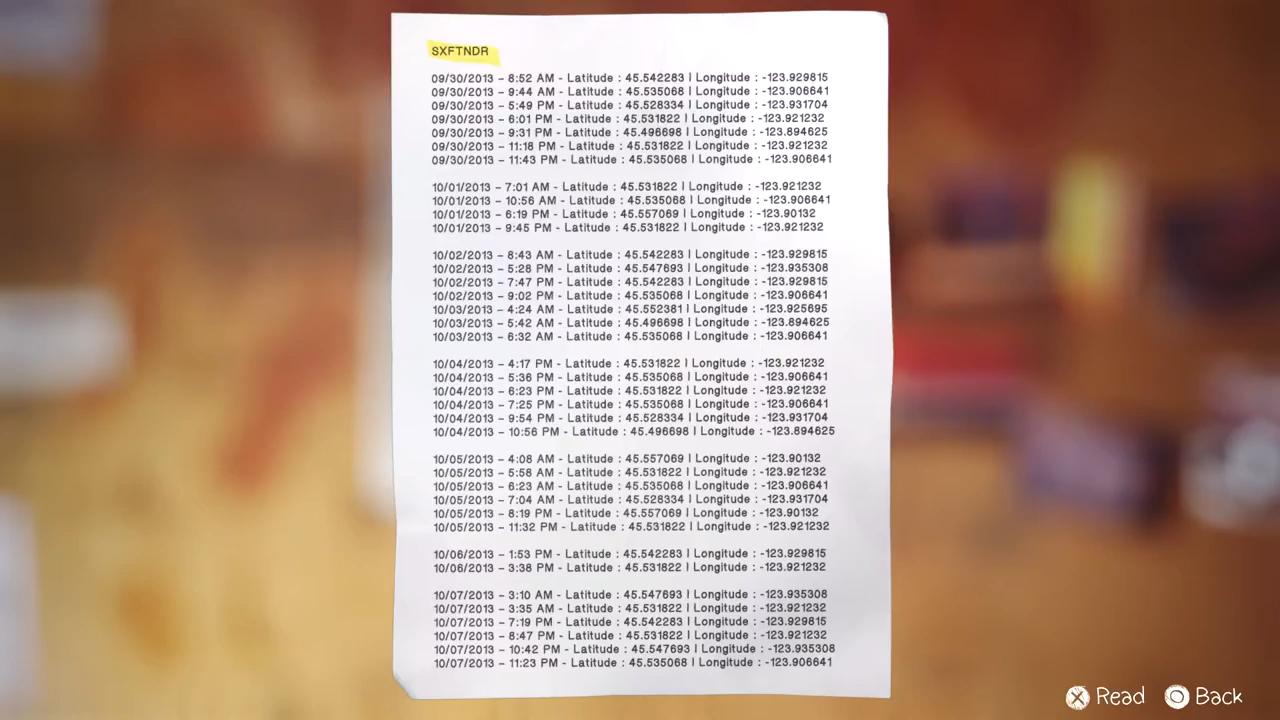 SXFTNDR
09/30/2013 – 8:52 AM - Latitude : 45.542283 | Longitude : -123.929815
09/30/2013 – 9:44 AM - Latitude : 45.535068 | Longitude : -123.906641
09/30/2013 – 5:49 PM - Latitude : 45.528334 | Longitude : -123.931704
09/30/2013 – 6:01 PM - Latitude : 45.531822 | Longitude : -123.921232
09/30/2013 – 9:31 PM - Latitude : 45.496698 | Longitude : -123.894625
09/30/2013 – 11:18 PM - Latitude : 45.531822 | Longitude : -123.921232
09/30/2013 – 11:43 PM - Latitude : 45.535068 | Longitude : -123.906641
10/01/2013 – 7:01 AM - Latitude : 45.531822 | Longitude : -123.921232
10/01/2013 – 10:56 AM - Latitude : 45.535068 | Longitude : -123.906641
10/01/2013 – 6:19 PM - Latitude : 45.557069 | Longitude : -123.90132
10/01/2013 – 9:45 PM - Latitude : 45.531822 | Longitude : -123.921232
10/02/2013 – 8:43 AM - Latitude : 45.542283 | Longitude : -123.929815
10/02/2013 – 5:28 PM - Latitude : 45.547693 | Longitude : -123.935308
10/02/2013 – 7:47 PM - Latitude : 45.542283 | Longitude : -123.929815
10/02/2013 – 9:02 PM - Latitude : 45.535068 | Longitude : -123.906641
10/03/2013 – 4:24 AM - Latitude : 45.552381 | Longitude : -123.925695
10/03/2013 – 5:42 AM - Latitude : 45.496698 | Longitude : -123.894625
10/03/2013 – 6:32 AM - Latitude : 45.535068 | Longitude : -123.906641
10/04/2013 – 4:17 PM - Latitude : 45.531822 | Longitude : -123.921232
10/04/2013 – 5:36 PM - Latitude : 45.535068 | Longitude : -123.906641
10/04/2013 – 6:23 PM - Latitude : 45.531822 | Longitude : -123.921232
10/04/2013 – 7:25 PM - Latitude : 45.535068 | Longitude : -123.906641
10/04/2013 – 9:54 PM - Latitude : 45.528334 | Longitude : -123.931704
10/04/2013 – 10:56 PM - Latitude : 45.496698 | Longitude : -123.894625
10/05/2013 – 4:08 AM - Latitude : 45.557069 | Longitude : -123.90132
10/05/2013 – 5:58 AM - Latitude : 45.531822 | Longitude : -123.921232
10/05/2013 – 6:23 AM - Latitude : 45.535068 | Longitude : -123.906641
10/05/2013 – 7:04 AM - Latitude : 45.528334 | Longitude : -123.931704
10/05/2013 – 8:19 PM - Latitude : 45.557069 | Longitude : -123.90132
10/05/2013 – 11:32 PM - Latitude : 45.531822 | Longitude : -123.921232
10/06/2013 – 1:53 PM - Latitude : 45.542283 | Longitude : -123.929815
10/06/2013 – 3:38 PM - Latitude : 45.531822 | Longitude : -123.921232
10/07/2013 – 3:10 AM - Latitude : 45.547693 | Longitude : -123.935308
10/07/2013 – 3:35 AM - Latitude : 45.531822 | Longitude : -123.921232
10/07/2013 – 7:19 PM - Latitude : 45.542283 | Longitude : -123.929815
10/07/2013 – 8:47 PM - Latitude : 45.531822 | Longitude : -123.921232
10/07/2013 – 10:42 PM - Latitude : 45.547693 | Longitude : -123.935308
10/07/2013 – 11:23 PM - Latitude : 45.535068 | Longitude : -123.906641
Read Back